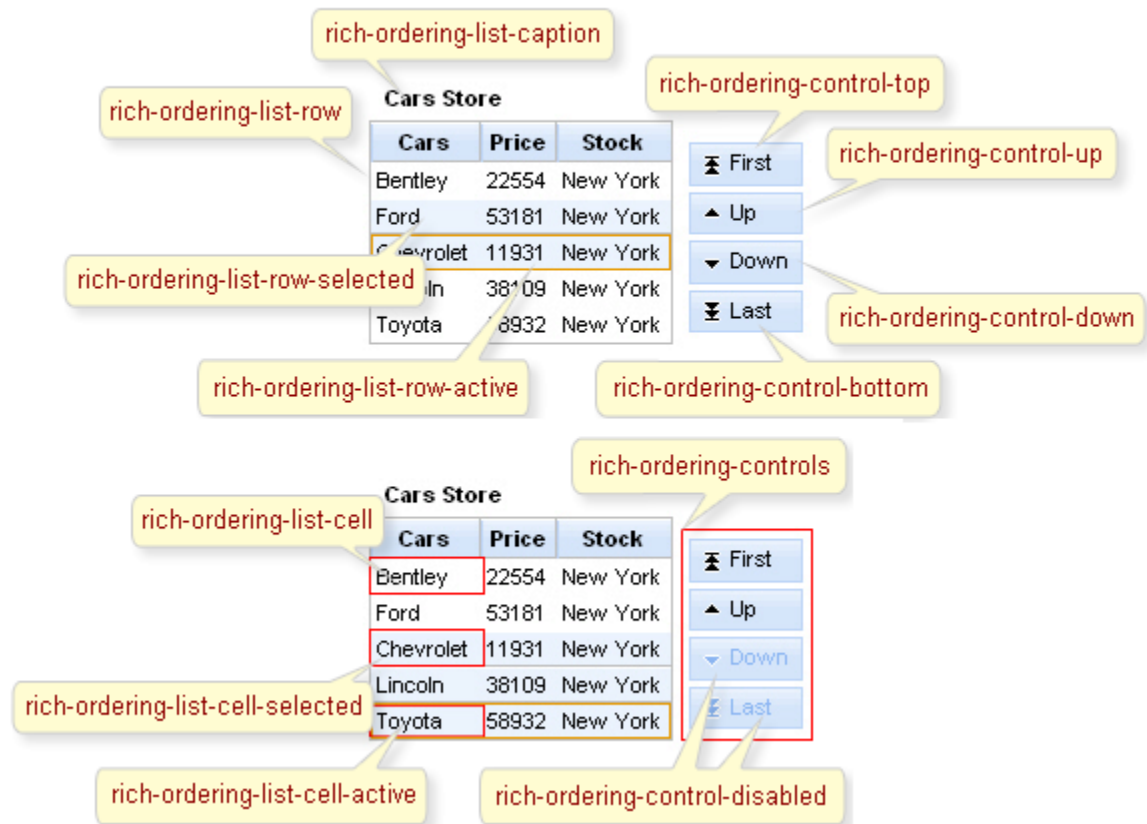 rich-ordering-list-caption
rich-ordering-control-top
rich-ordering-list-row
Cars Store
rich-ordering-control-up
Cars Price Stock
First
Bentley 22554 New York
Up
Ford 53181 New York
Down
11931 New York
rich-ordering-list-row-selected
38109 New York
Last
Toyota New York
rich-ordering-control-down
rich-ordering-list-row-active
rich-ordering-control-bottom
rich-ordering-controls
Cars Store
rich-ordering-list-cell
Cars Price Stock
First
Bentley 22554 New York
Up
Ford 53181 New York
Chevrolet 11931 New York
Down
Lincoln 38109 New York
rich-ordering-list-cell-selected
Last
Toyota 58932 New York
rich-ordering-list-cell-active
rich-ordering-control-disabled